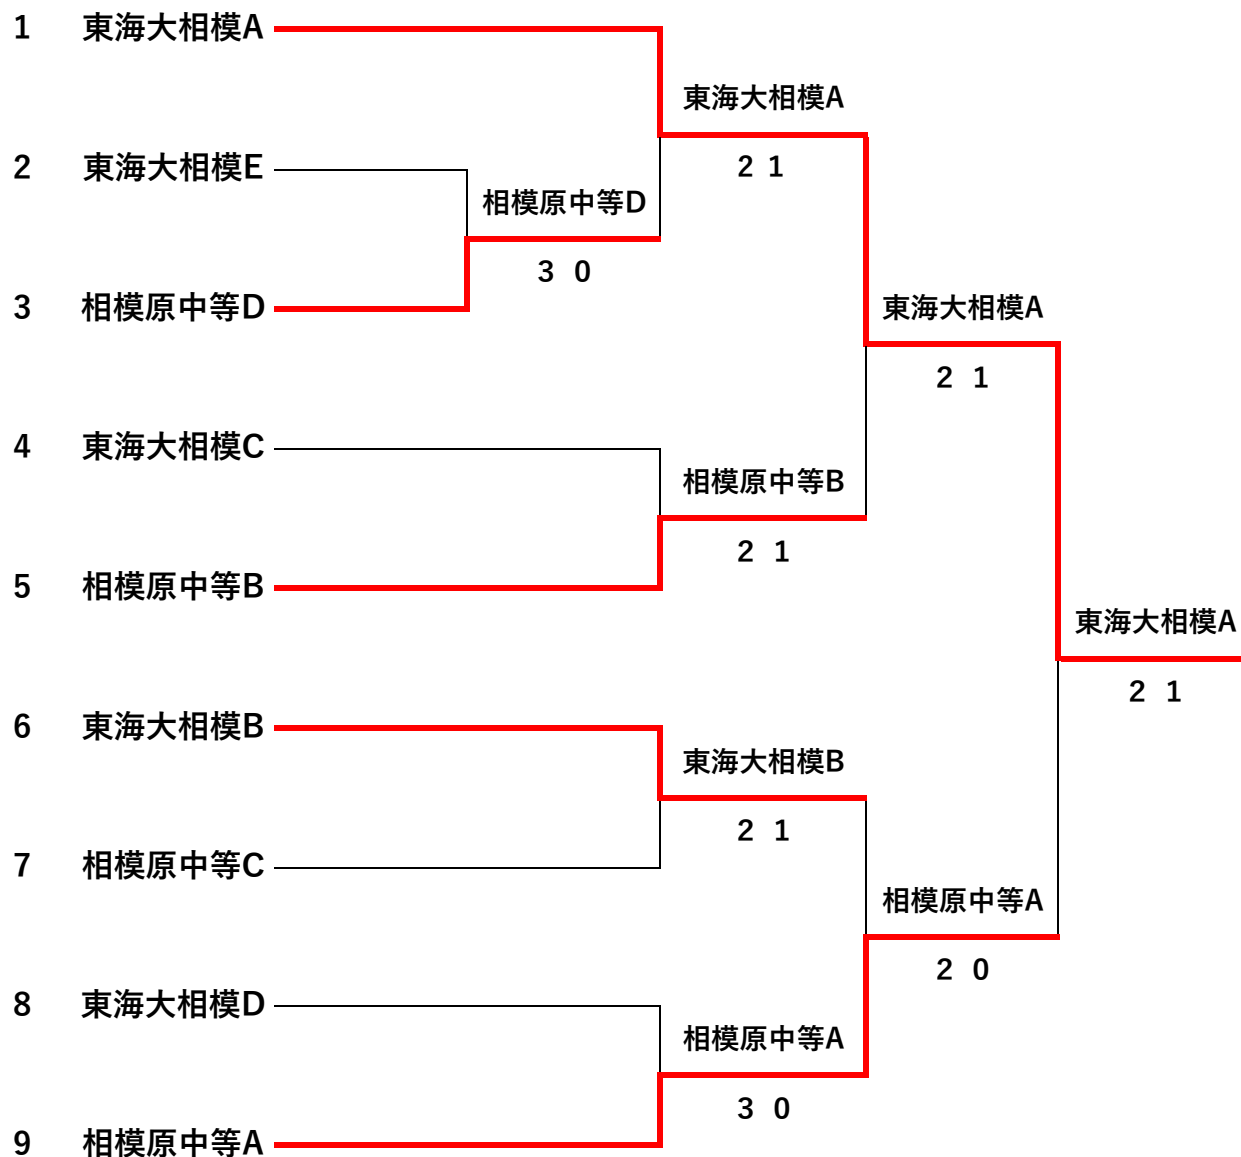 1 東海大相模A
東海大相模A
2 東海大相模E
2 1
相模原中等D
3 0
3 相模原中等D
東海大相模A
2 1
4 東海大相模C
相模原中等B
2 1
5 相模原中等B
東海大相模A
2 1
6 東海大相模B
東海大相模B
2 1
7 相模原中等C
相模原中等A
2 0
8 東海大相模D
相模原中等A
3 0
9 相模原中等A